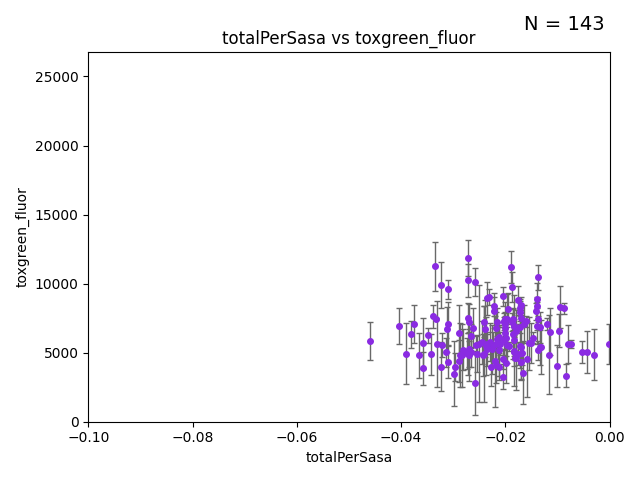 N = 143
totalPerSasa vs toxgreen_fluor
25000
20000
15000
10000
5000
0
toxgreen_fluor
−0.10 −0.08 −0.06 −0.04 −0.02 0.00
totalPerSasa